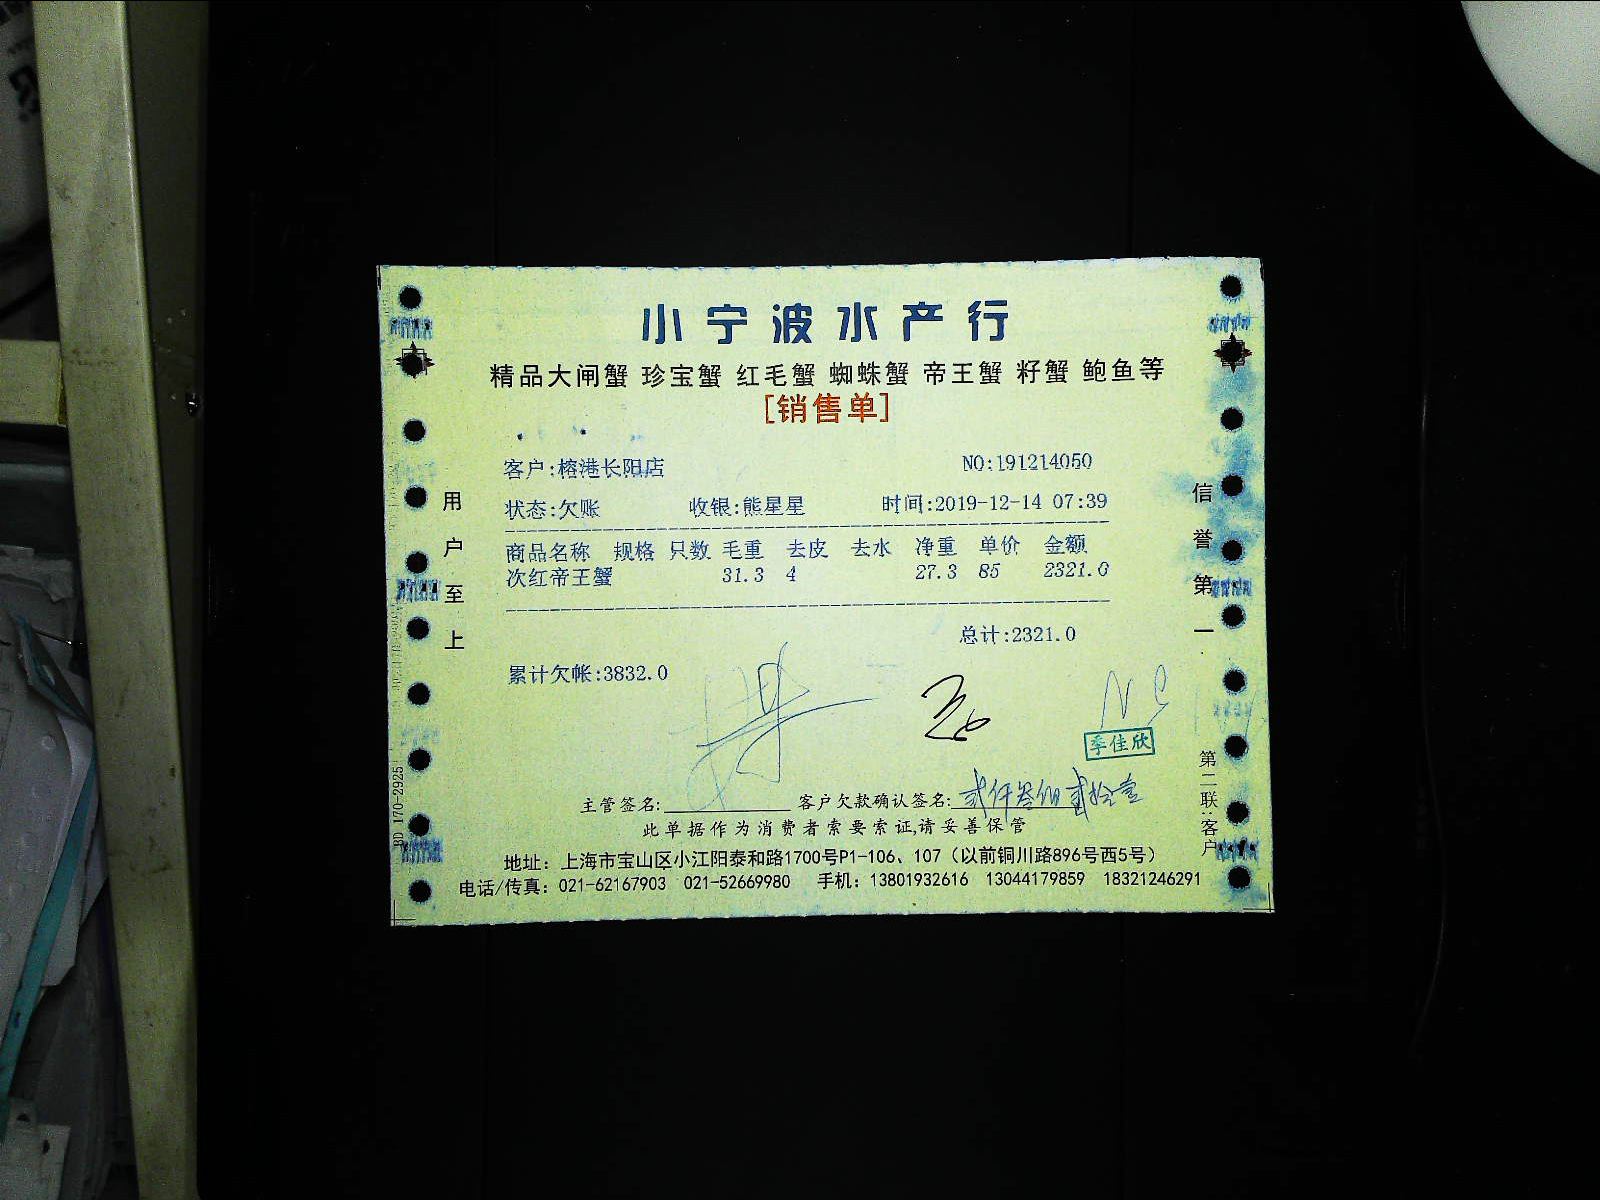 小宁波水产行
精品大闸蟹 珍宝蟹 红毛蟹 蜘蛛蟹 帝王蟹 籽蟹 鲍鱼等
[销售单]
客户:榕港长阳店 NO:191214050
状态:欠账 收银:熊星星 时间:2019-12-14 07:39
商品名称 规格 只数 毛重 去皮 去水 净重 单价 金额
次红帝王蟹 31.3 4 27.3 85 2321.0
总计:2321.0
累计欠帐:3832.0
季佳欣
主管签名: 客户欠款确认签名: 贰仟叁佰贰拾壹
此单据作为消费者索要索证,请妥善保管
地址：上海市宝山区小江阳泰和路1700号P1-106、107（以前铜川路896号西5号）
电话/传真：021-62167903 021-52669980 手机：13801932616 13044179859 18321246291
用户至上
信誉第一
第二联:客户
BD 170-2925